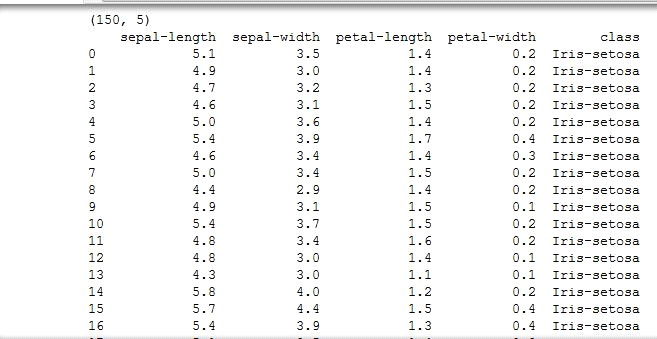 (150, 5)
sepal-length sepal-width petal-length petal-width class
0 5.1 3.5 1.4 0.2 Iris-setosa
1 4.9 3.0 1.4 0.2 Iris-setosa
2 4.7 3.2 1.3 0.2 Iris-setosa
3 4.6 3.1 1.5 0.2 Iris-setosa
4 5.0 3.6 1.4 0.2 Iris-setosa
5 5.4 3.9 1.7 0.4 Iris-setosa
6 4.6 3.4 1.4 0.3 Iris-setosa
7 5.0 3.4 1.5 0.2 Iris-setosa
8 4.4 2.9 1.4 0.2 Iris-setosa
9 4.9 3.1 1.5 0.1 Iris-setosa
10 5.4 3.7 1.5 0.2 Iris-setosa
11 4.8 3.4 1.6 0.2 Iris-setosa
12 4.8 3.0 1.4 0.1 Iris-setosa
13 4.3 3.0 1.1 0.1 Iris-setosa
14 5.8 4.0 1.2 0.2 Iris-setosa
15 5.7 4.4 1.5 0.4 Iris-setosa
16 5.4 3.9 1.3 0.4 Iris-setosa